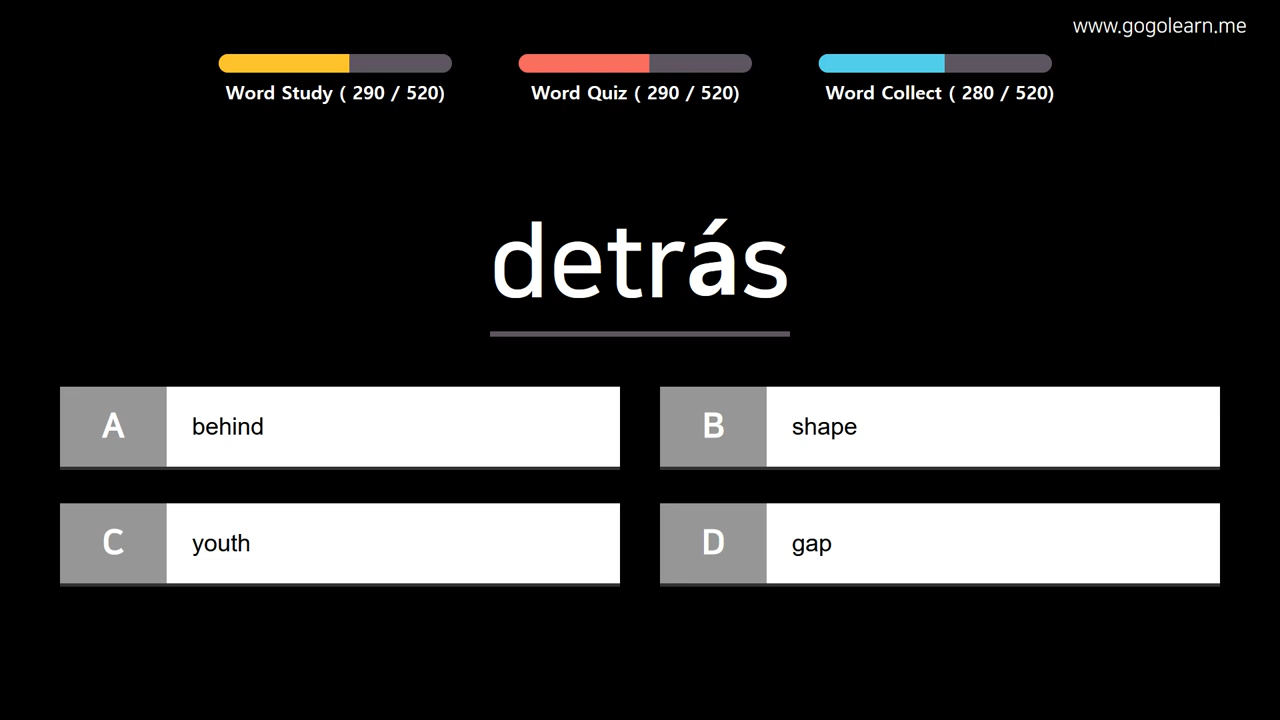 www.gogolearn.me
Word Study ( 290 / 520)
Word Quiz ( 290 / 520)
Word Collect ( 280 / 520)
detrás
A behind
B shape
C youth
D gap